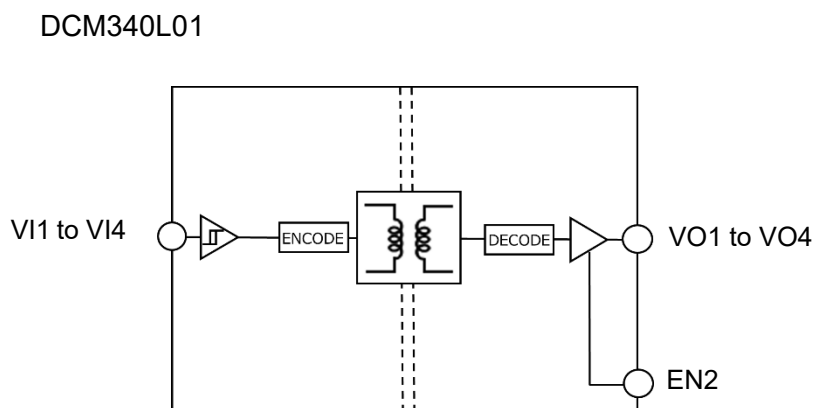 DCM340L01
VI1 to VI4
ENCODE
DECODE
VO1 to VO4
EN2